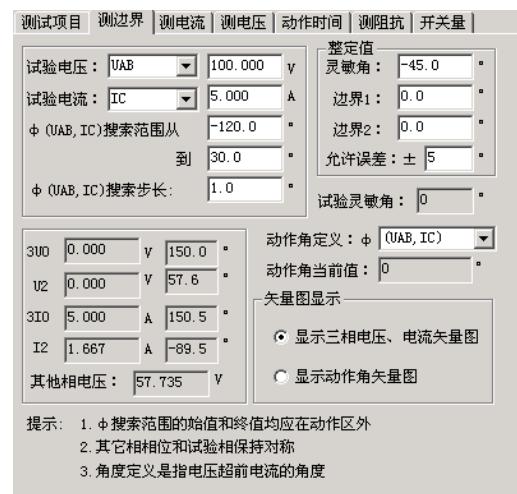 测试项目 测边界 测电流 测电压 动作时间 测阻抗 开关量
试验电压： UAB 100.000 V
试验电流： IC 5.000 A
φ (UAB, IC)搜索范围从 -120.0 °
到 30.0 °
φ (UAB, IC)搜索步长: 1.0 °
整定值
灵敏角： -45.0 °
边界1： 0.0 °
边界2： 0.0 °
允许误差：± 5 °
试验灵敏角： 0 °
3U0 0.000 V 150.0 °
U2 0.000 V 57.6 °
3I0 5.000 A 150.5 °
I2 1.667 A -89.5 °
其他相电压： 57.735 V
动作角定义：φ (UAB, IC)
动作角当前值： 0 °
矢量图显示
显示三相电压、电流矢量图
显示动作角矢量图
提示: 1. φ搜索范围的始值和终值均应在动作区外
2. 其它相相位和试验相保持对称
3. 角度定义是指电压超前电流的角度